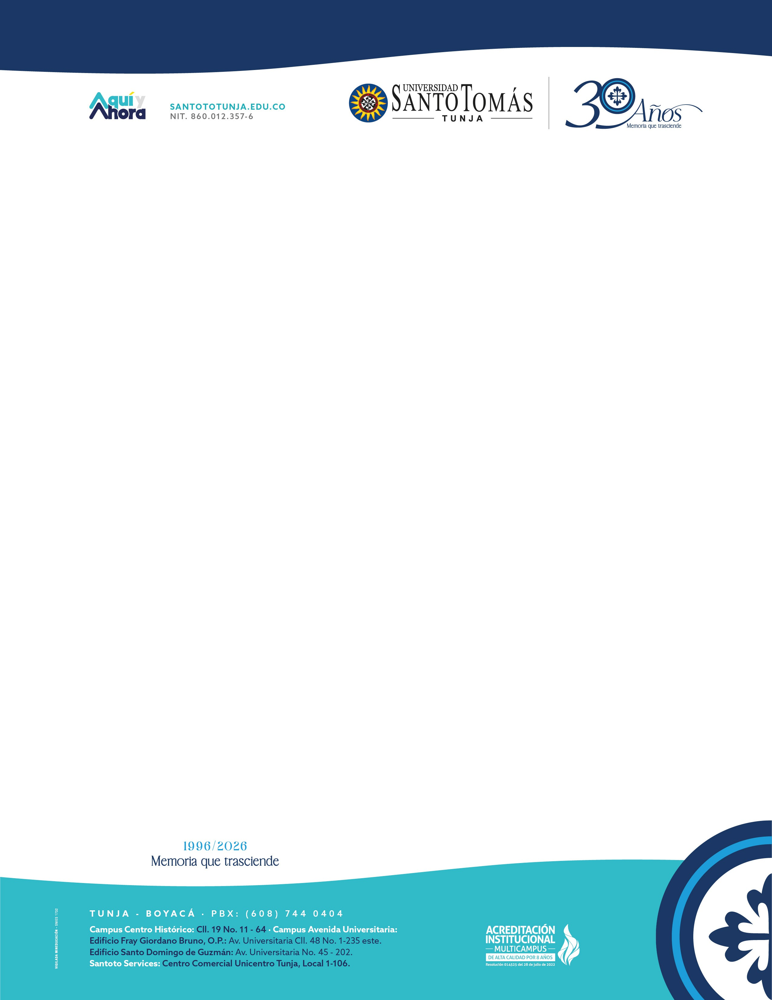 Aquí y
Ahora
SANTOTOTUNJA.EDU.CO
NIT. 860.012.357-6
UNIVERSIDAD
SANTO TOMÁS
TUNJA
30 Años
Memoria que trasciende
1996/2026
Memoria que trasciende
TUNJA - BOYACÁ · PBX: (608) 744 0404
Campus Centro Histórico: Cll. 19 No. 11 - 64 · Campus Avenida Universitaria:
Edificio Fray Giordano Bruno, O.P.: Av. Universitaria Cll. 48 No. 1-235 este.
Edificio Santo Domingo de Guzmán: Av. Universitaria No. 45 - 202.
Santoto Services: Centro Comercial Unicentro Tunja, Local 1-106.
VIGILADA MINEDUCACIÓN - SNIES 1732
ACREDITACIÓN
INSTITUCIONAL
MULTICAMPUS
DE ALTA CALIDAD POR 8 AÑOS
Resolución 014525 del 28 de julio de 2022